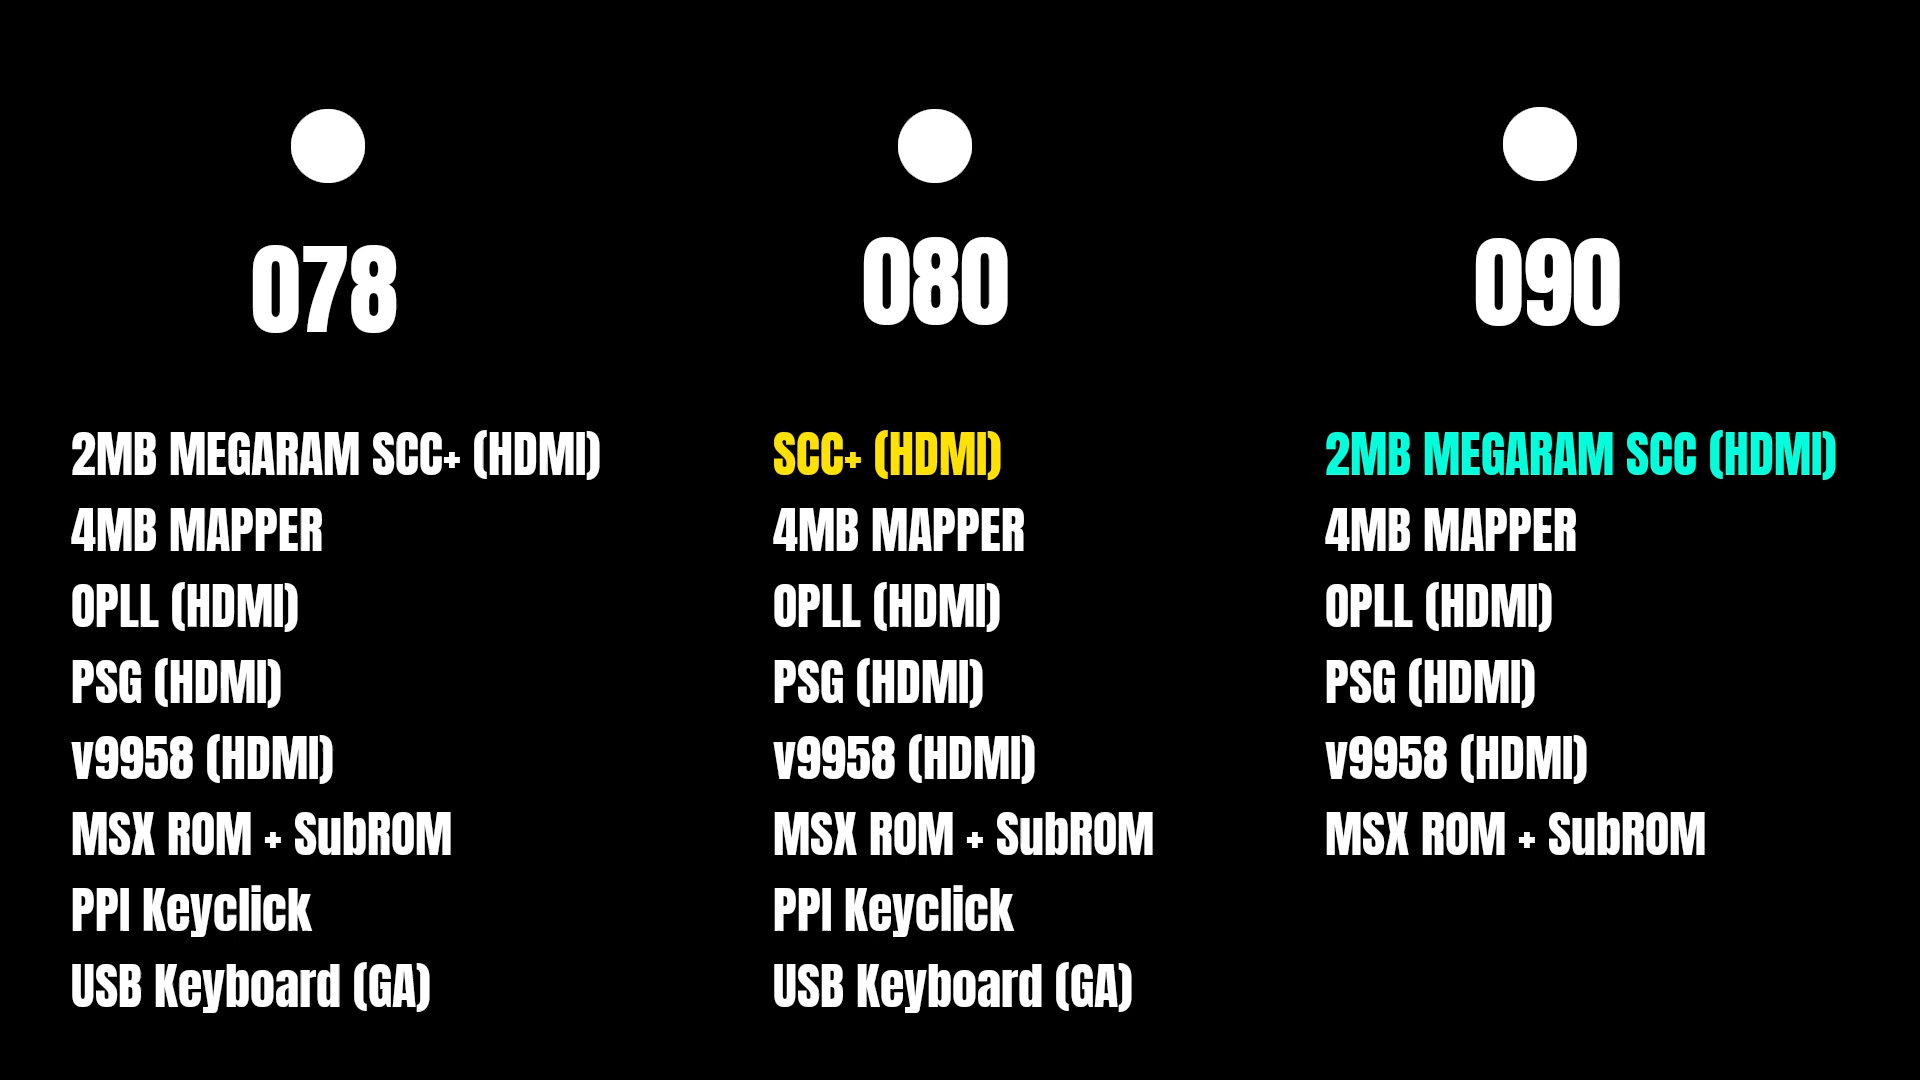 078
2MB MEGARAM SCC+ (HDMI)
4MB MAPPER
OPLL (HDMI)
PSG (HDMI)
v9958 (HDMI)
MSX ROM + SubROM
PPI Keyclick
USB Keyboard (GA)
080
SCC+ (HDMI)
4MB MAPPER
OPLL (HDMI)
PSG (HDMI)
v9958 (HDMI)
MSX ROM + SubROM
PPI Keyclick
USB Keyboard (GA)
090
2MB MEGARAM SCC (HDMI)
4MB MAPPER
OPLL (HDMI)
PSG (HDMI)
v9958 (HDMI)
MSX ROM + SubROM